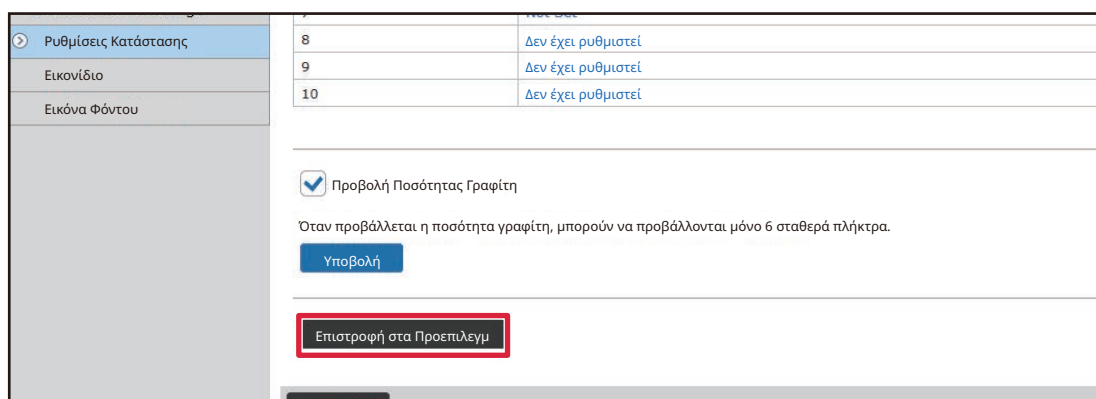 Ρυθμίσεις Κατάστασης
Εικονίδιο
Εικόνα Φόντου
8 Δεν έχει ρυθμιστεί
9 Δεν έχει ρυθμιστεί
10 Δεν έχει ρυθμιστεί
Προβολή Ποσότητας Γραφίτη
Όταν προβάλλεται η ποσότητα γραφίτη, μπορούν να προβάλλονται μόνο 6 σταθερά πλήκτρα.
Υποβολή
Επιστροφή στα Προεπιλεγμ